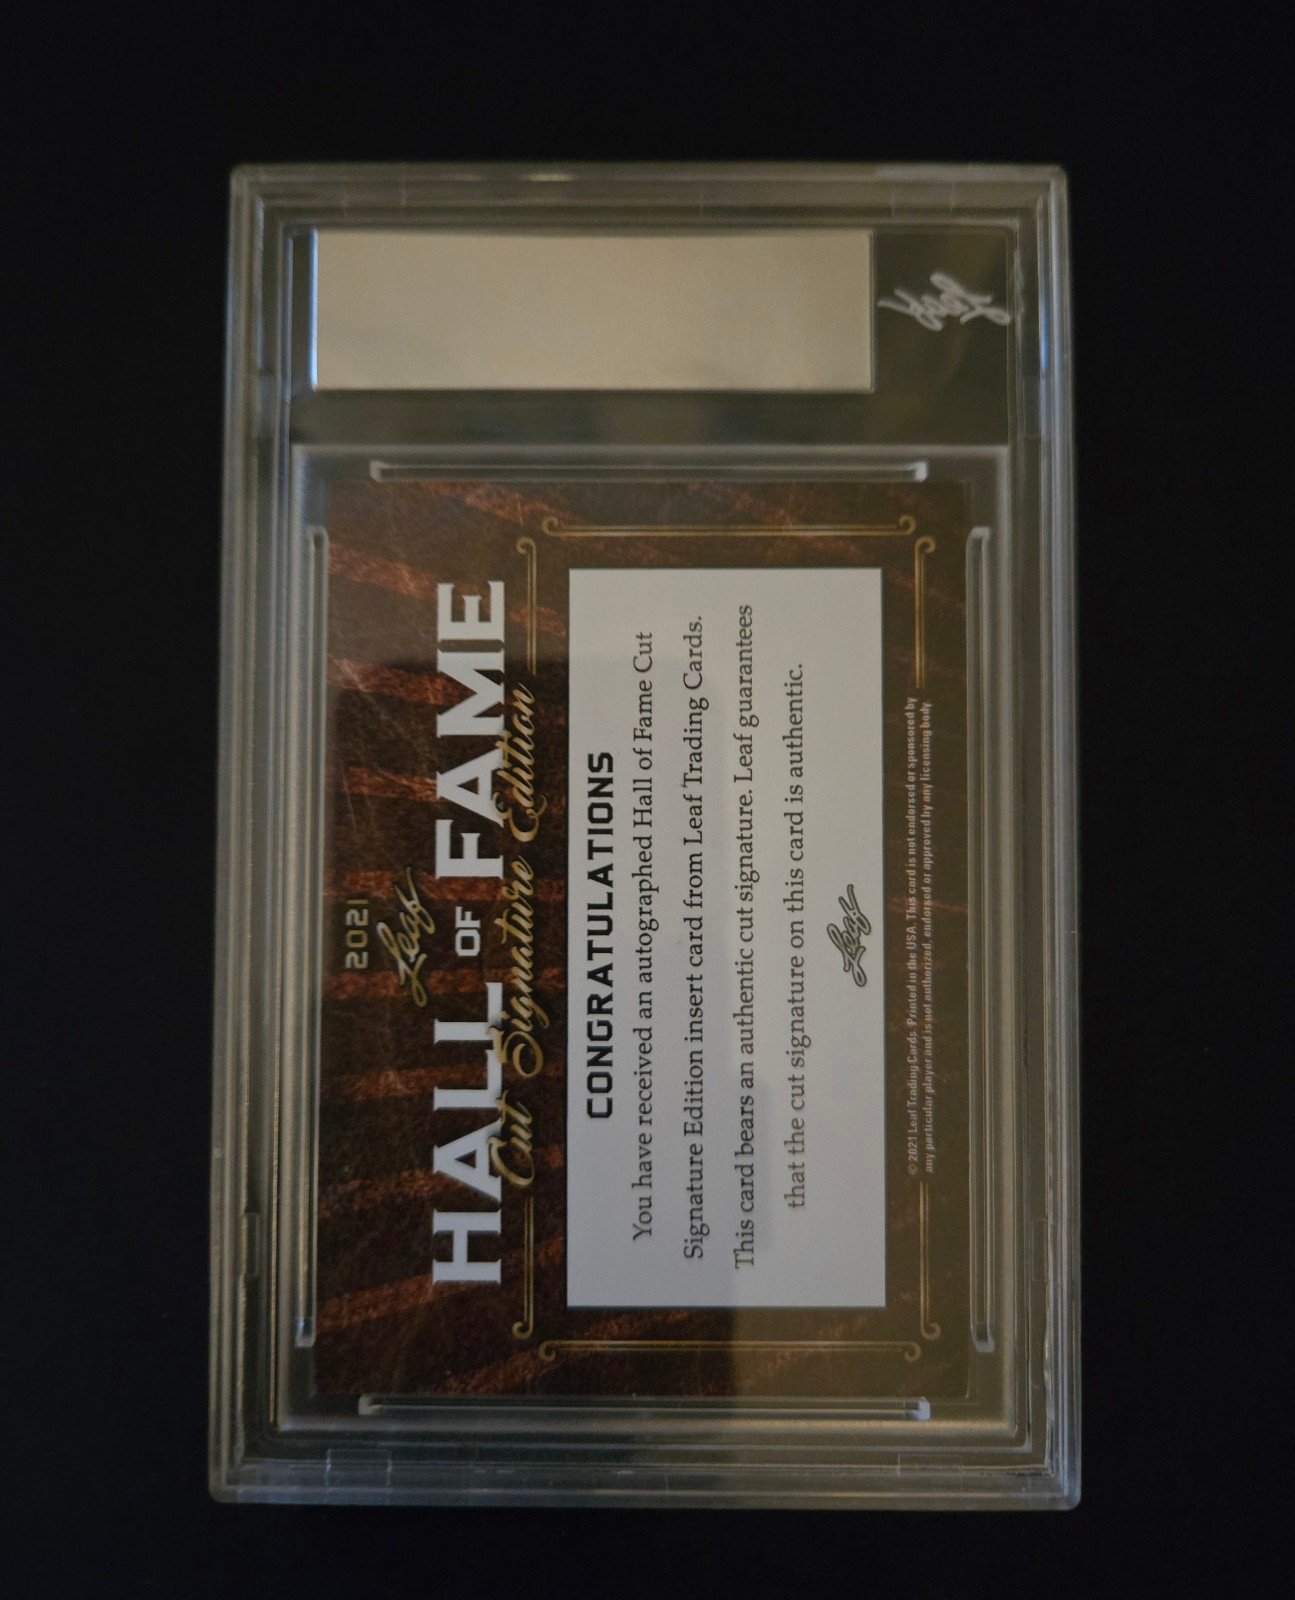 2021
Leaf
HALL OF FAME
Cut Signature Edition
CONGRATULATIONS
You have received an autographed Hall of Fame Cut
Signature Edition insert card from Leaf Trading Cards.
This card bears an authentic cut signature. Leaf guarantees
that the cut signature on this card is authentic.
Leaf
© 2021 Leaf Trading Cards. Printed in the USA. This card is not endorsed or sponsored by
any particular player and is not authorized, endorsed or approved by any licensing body.
Leaf